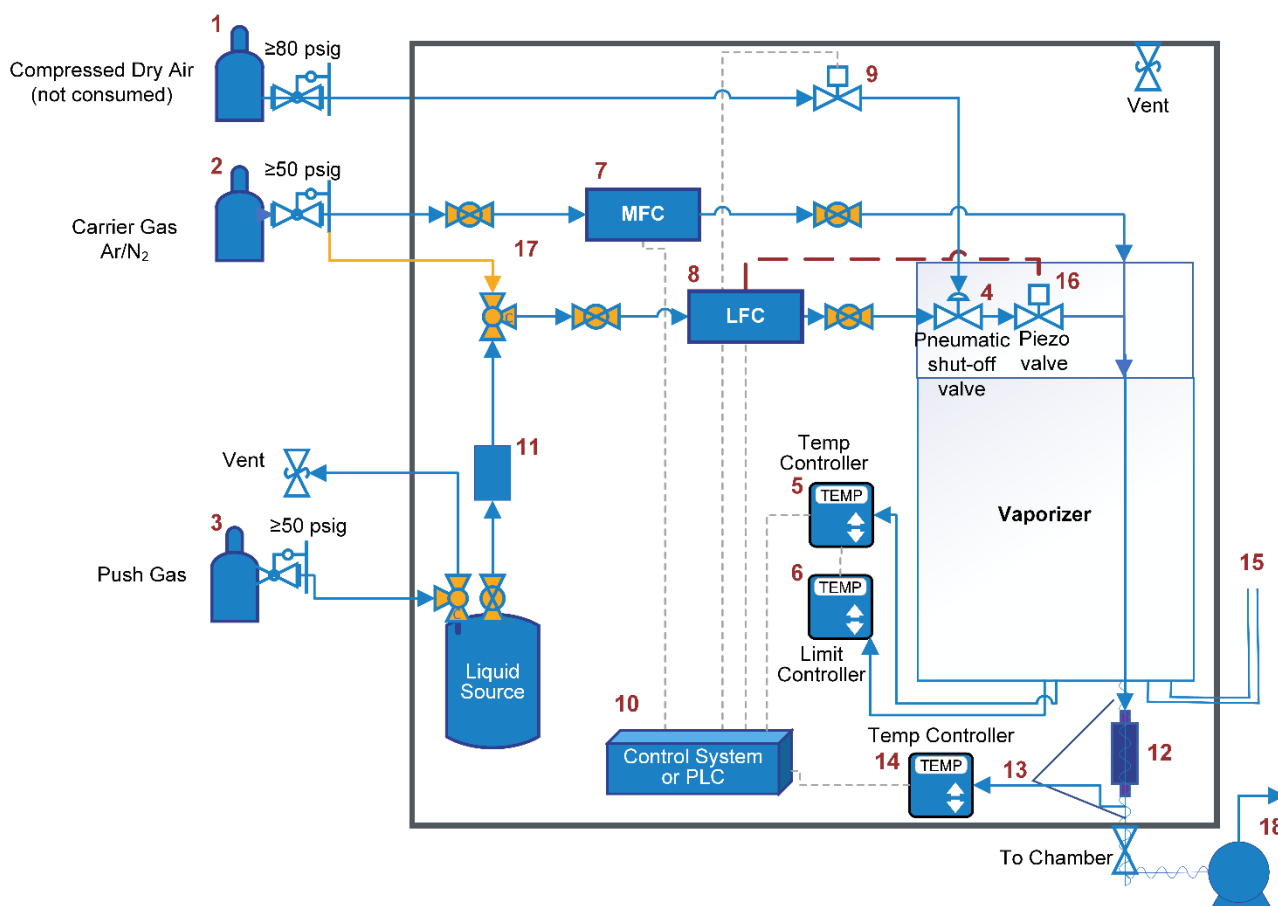 1
≥80 psig
Compressed Dry Air
(not consumed)
9
Vent
2
≥50 psig
Carrier Gas
Ar/N₂
7
MFC
17
8
LFC
4
16
Pneumatic
shut-off
valve
Piezo
valve
C
11
Vent
3
≥50 psig
Push Gas
C
Liquid
Source
Temp
Controller
5
TEMP
6
TEMP
Limit
Controller
Vaporizer
15
10
Control System
or PLC
Temp Controller
14
TEMP
13
12
To Chamber
18